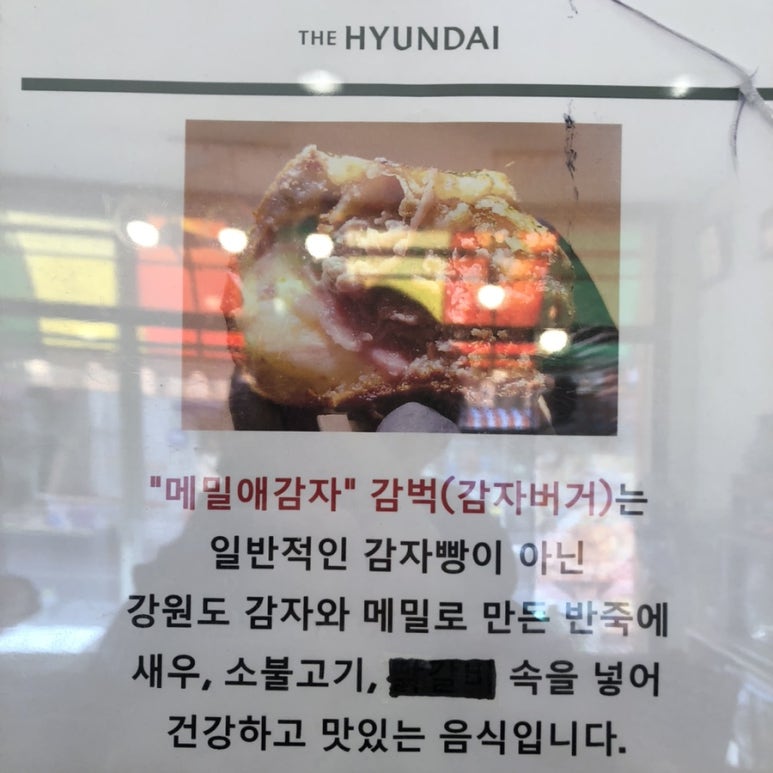 THE HYUNDAI
"메밀애감자" 감벅(감자버거)는
일반적인 감자빵이 아닌
강원도 감자와 메밀로 만든 반죽에
새우, 소불고기, 속을 넣어
건강하고 맛있는 음식입니다.